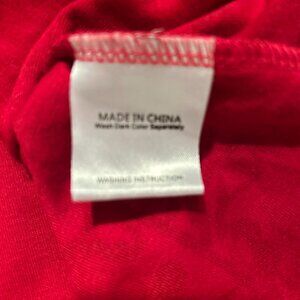 MADE IN CHINA
Wash Dark Color Separately
WASHING INSTRUCTION